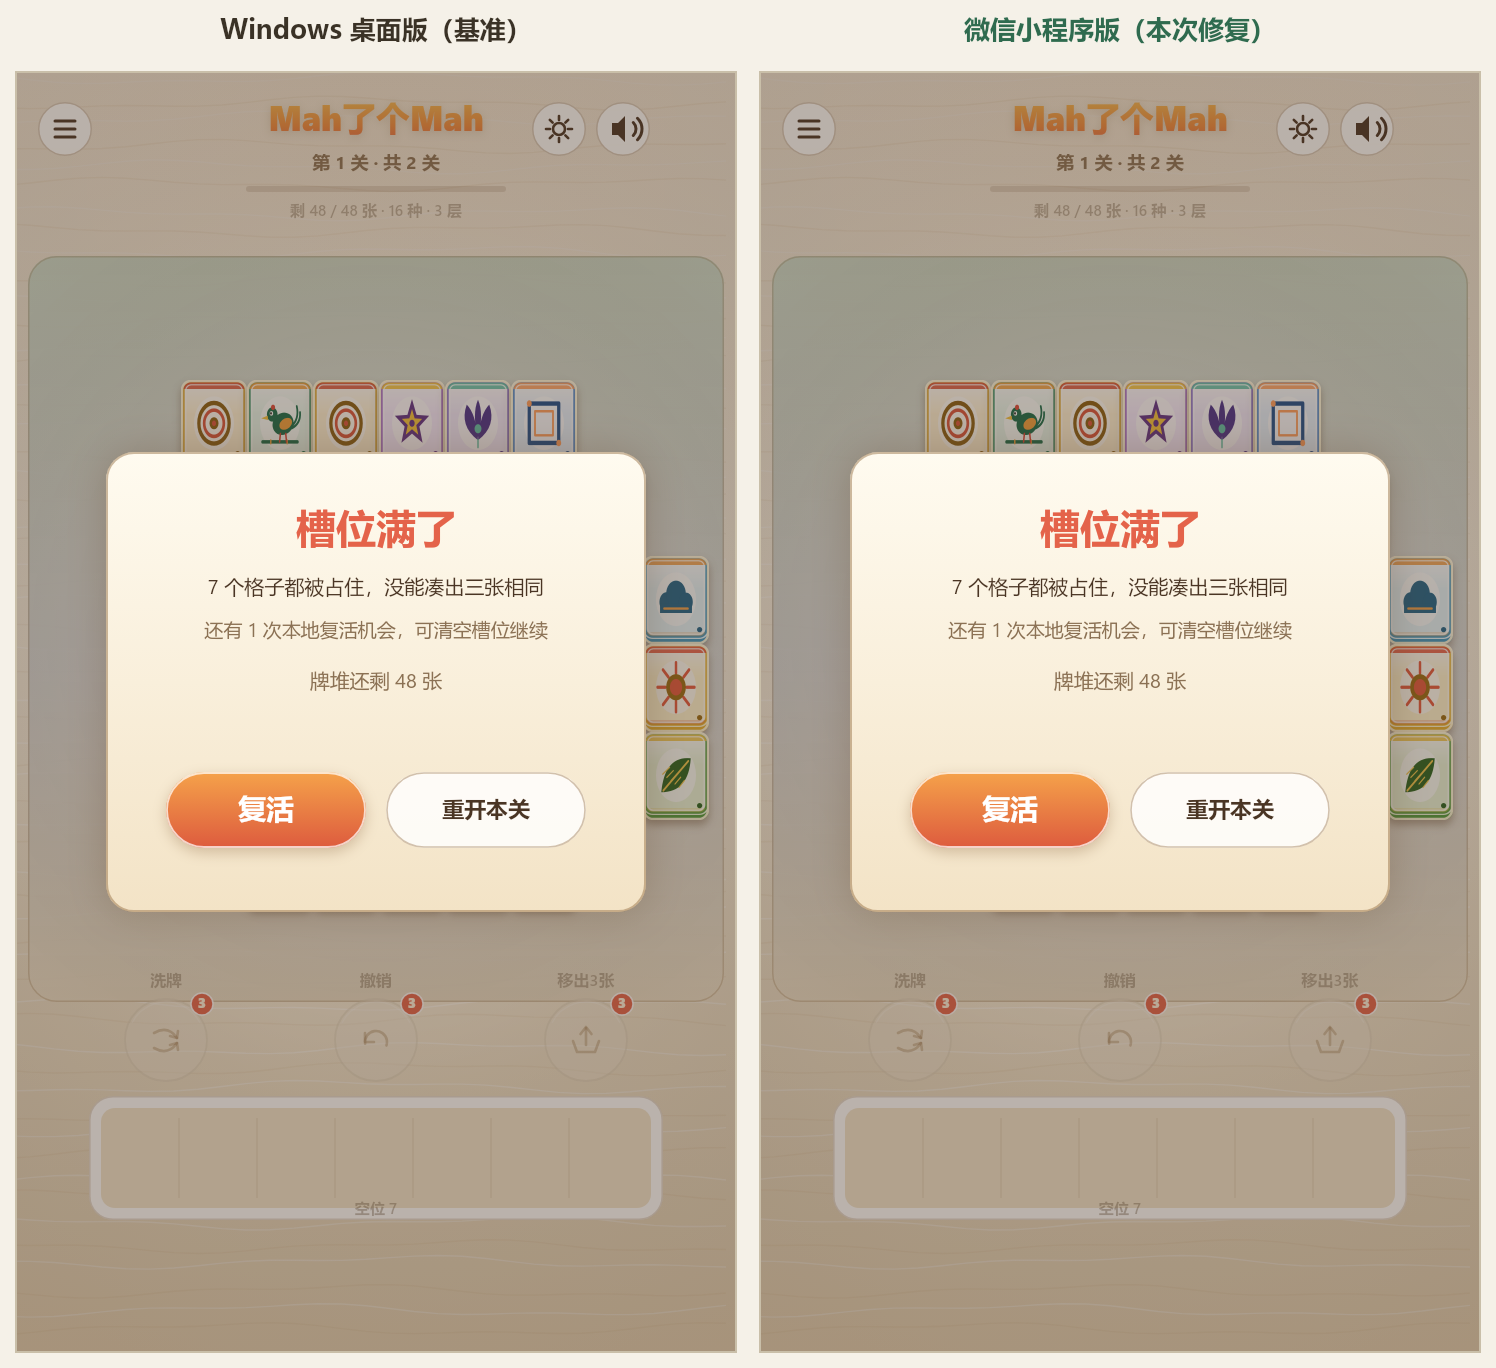 Windows 桌面版（基准）
Mah了个Mah
第 1 关 · 共 2 关
剩 48 / 48 张 · 16 种 · 3 层
槽位满了
7 个格子都被占住，没能凑出三张相同
还有 1 次本地复活机会，可清空槽位继续
牌堆还剩 48 张
复活
重开本关
洗牌
撤销
移出3张
3
3
3
空位 7
微信小程序版（本次修复）
Mah了个Mah
第 1 关 · 共 2 关
剩 48 / 48 张 · 16 种 · 3 层
槽位满了
7 个格子都被占住，没能凑出三张相同
还有 1 次本地复活机会，可清空槽位继续
牌堆还剩 48 张
复活
重开本关
洗牌
撤销
移出3张
3
3
3
空位 7